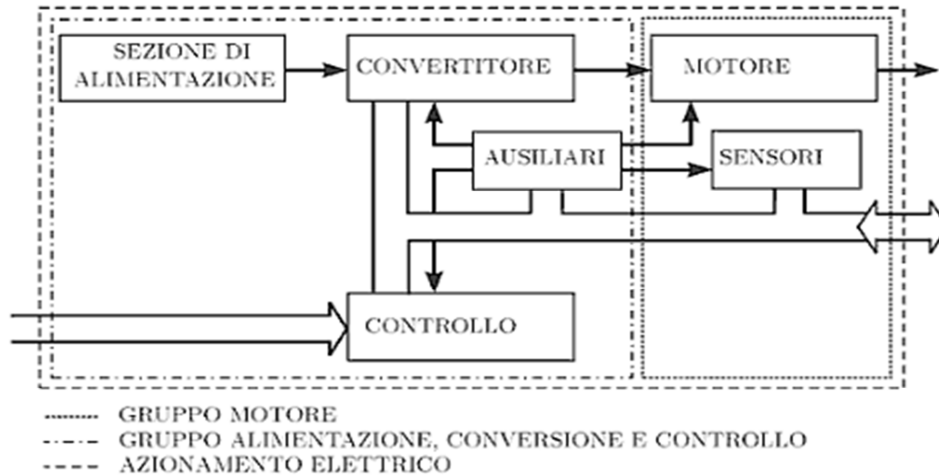 SEZIONE DI
ALIMENTAZIONE
CONVERTITORE
MOTORE
AUSILIARI
SENSORI
CONTROLLO
GRUPPO MOTORE
GRUPPO ALIMENTAZIONE, CONVERSIONE E CONTROLLO
AZIONAMENTO ELETTRICO